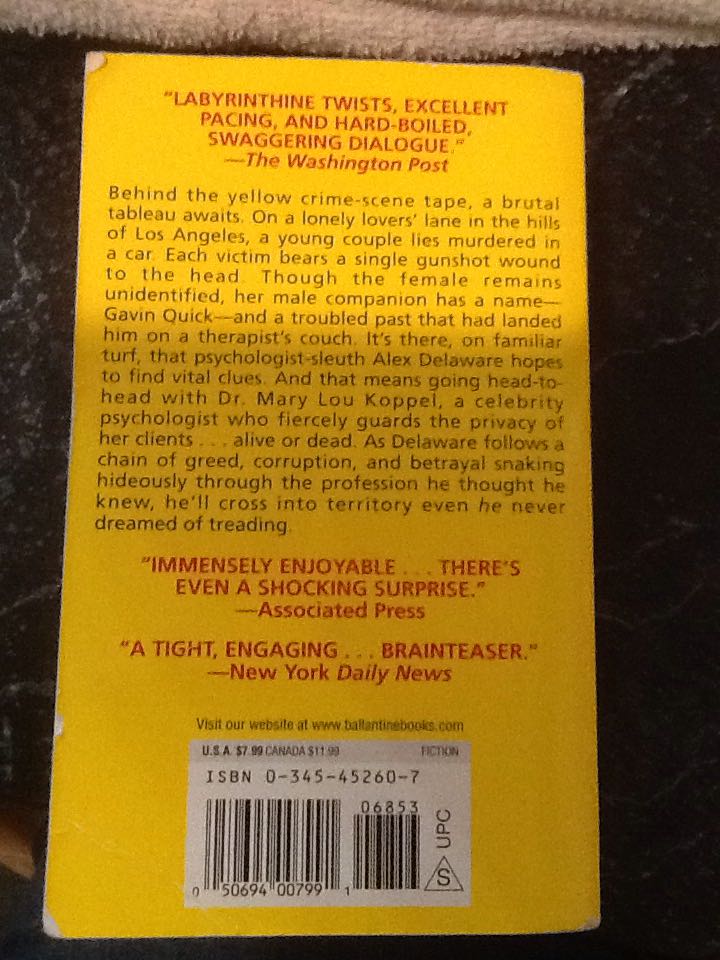 "LABYRINTHINE TWISTS, EXCELLENT
PACING, AND HARD-BOILED,
SWAGGERING DIALOGUE."
—The Washington Post
Behind the yellow crime-scene tape, a brutal
tableau awaits. On a lonely lovers' lane in the hills
of Los Angeles, a young couple lies murdered in
a car. Each victim bears a single gunshot wound
to the head. Though the female remains
unidentified, her male companion has a name—
Gavin Quick—and a troubled past that had landed
him on a therapist's couch. It's there, on familiar
turf, that psychologist-sleuth Alex Delaware hopes
to find vital clues. And that means going head-to-
head with Dr. Mary Lou Koppel, a celebrity
psychologist who fiercely guards the privacy of
her clients . . . alive or dead. As Delaware follows a
chain of greed, corruption, and betrayal snaking
hideously through the profession he thought he
knew, he'll cross into territory even he never
dreamed of treading.
"IMMENSELY ENJOYABLE . . . THERE'S
EVEN A SHOCKING SURPRISE."
—Associated Press
"A TIGHT, ENGAGING . . . BRAINTEASER."
—New York Daily News
Visit our website at www.ballantinebooks.com
U.S.A. $7.99 CANADA $11.99 FICTION
ISBN 0-345-45260-7
06853
UPC
S
0 50694 00799 1